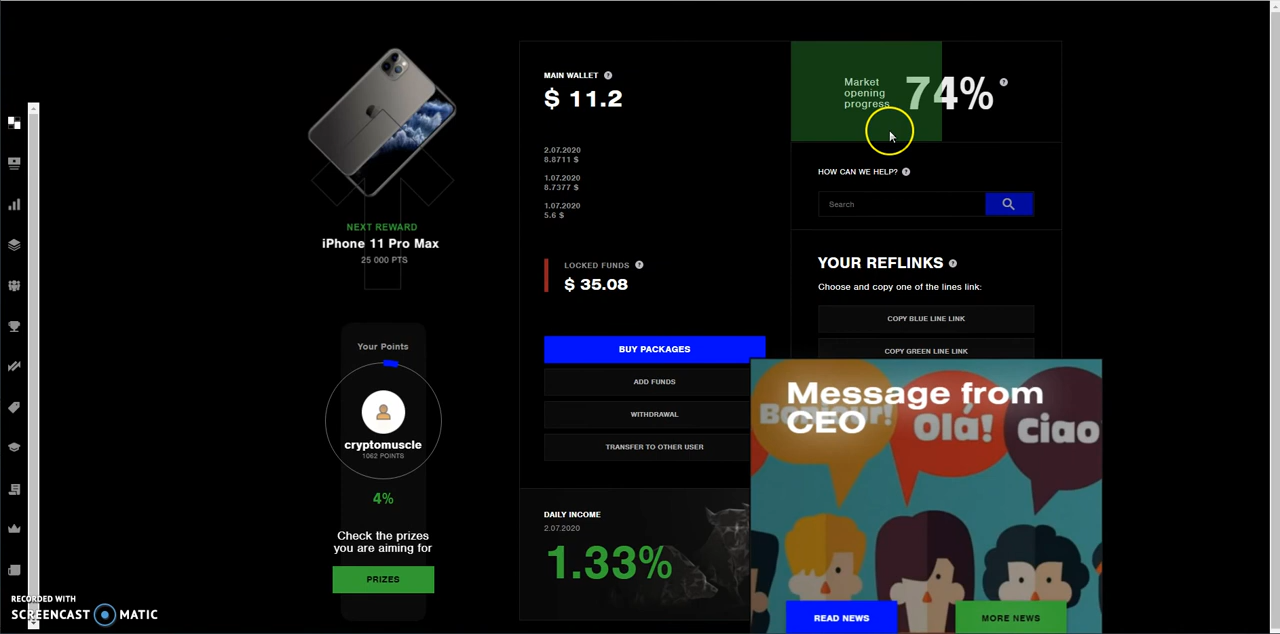 NEXT REWARD
iPhone 11 Pro Max
25 000 PTS
Your Points
cryptomuscle
1062 POINTS
4%
Check the prizes
you are aiming for
PRIZES
RECORDED WITH
SCREENCAST MATIC
MAIN WALLET ?
$ 11.2
2.07.2020
8.8711 $
1.07.2020
8.7377 $
1.07.2020
5.6 $
LOCKED FUNDS ?
$ 35.08
BUY PACKAGES
ADD FUNDS
WITHDRAWAL
TRANSFER TO OTHER USER
DAILY INCOME
2.07.2020
1.33%
Market
opening
progress
74% ?
HOW CAN WE HELP? ?
Search
YOUR REFLINKS ?
Choose and copy one of the lines link:
COPY BLUE LINE LINK
COPY GREEN LINE LINK
Message from
CEO
Bonjour!
Olá!
Ciao
READ NEWS
MORE NEWS